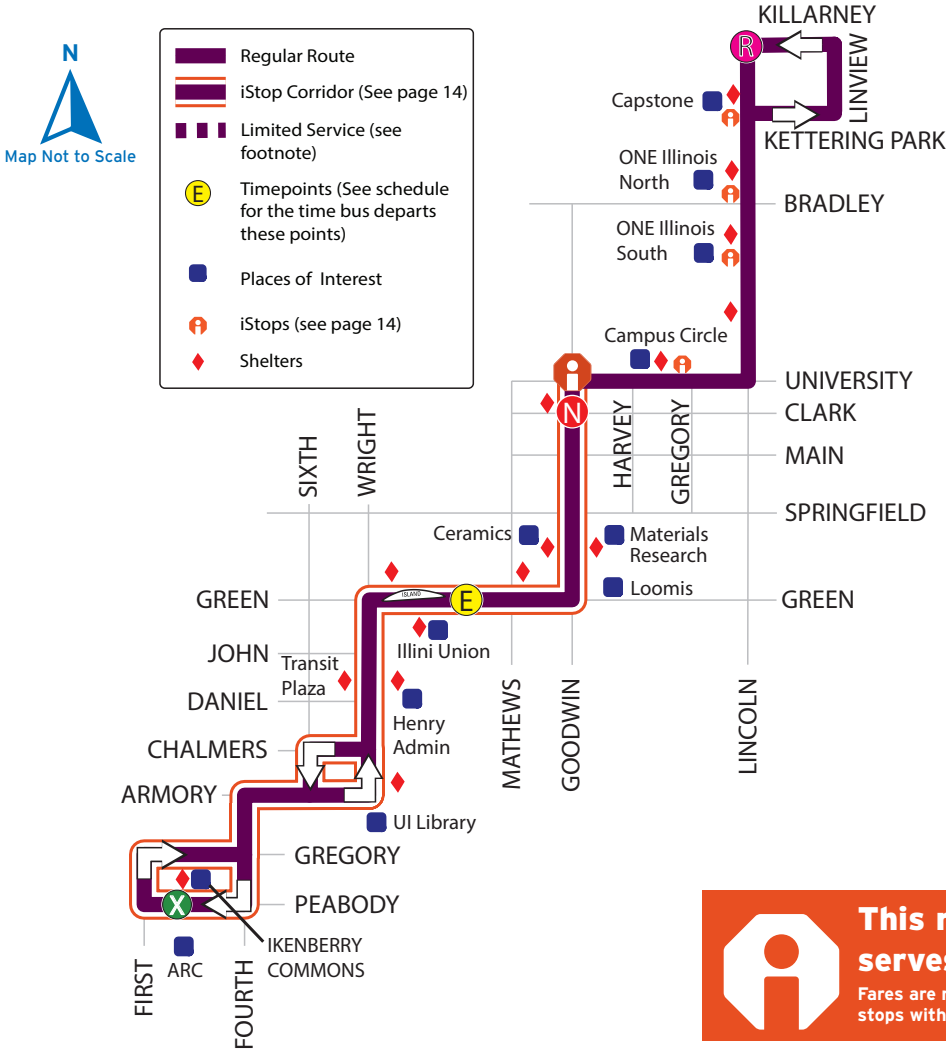 N
Map Not to Scale
Regular Route
iStop Corridor (See page 14)
Limited Service (see
footnote)
E
Timepoints (See schedule
for the time bus departs
these points)
Places of Interest
iStops (see page 14)
Shelters
KILLARNEY
R
LINVIEW
Capstone
KETTERING PARK
ONE Illinois
North
BRADLEY
ONE Illinois
South
Campus Circle
UNIVERSITY
N
CLARK
HARVEY
GREGORY
MAIN
SIXTH
WRIGHT
SPRINGFIELD
Ceramics
Materials
Research
Loomis
GREEN
ISLAND
E
GREEN
JOHN
Illini Union
Transit
Plaza
DANIEL
Henry
Admin
MATHEWS
GOODWIN
LINCOLN
CHALMERS
ARMORY
UI Library
GREGORY
X
PEABODY
IKENBERRY
COMMONS
ARC
FIRST
FOURTH
This r
serves
Fares are r
stops with